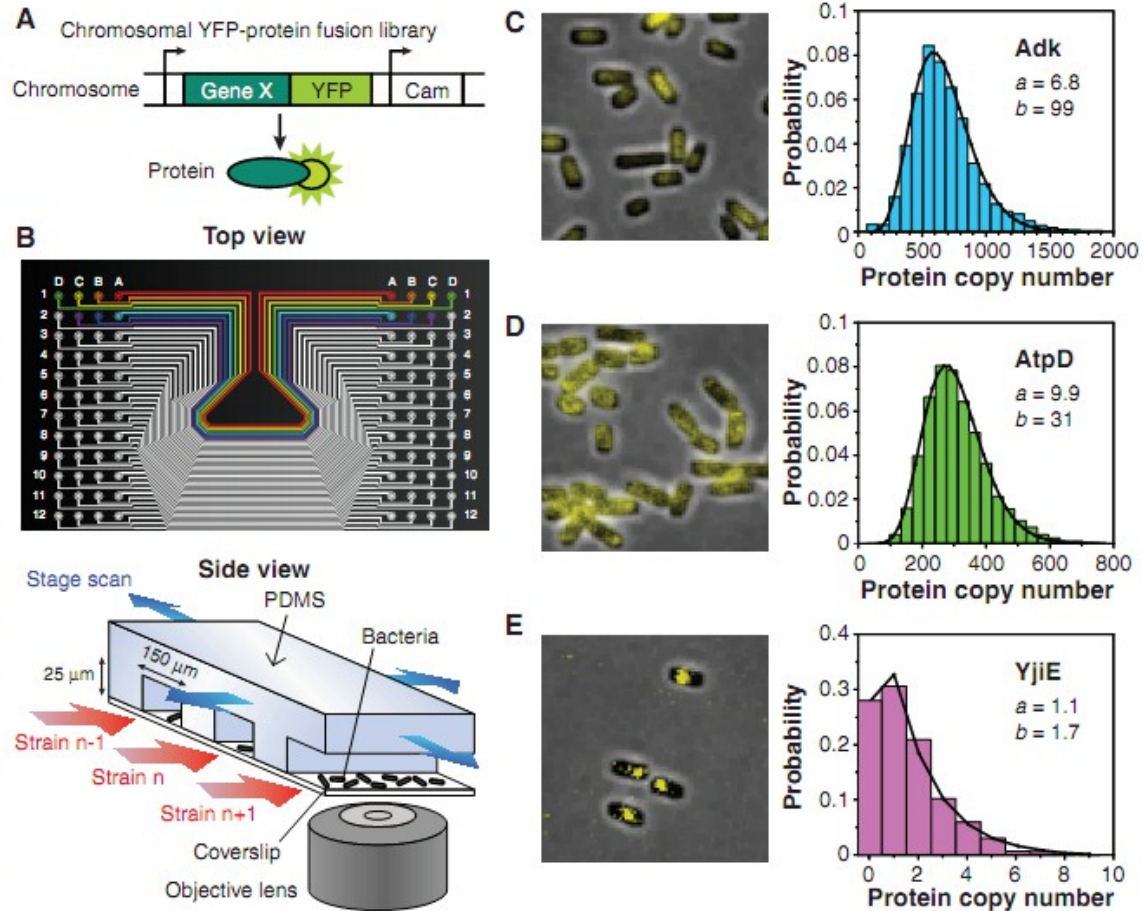 A
Chromosomal YFP-protein fusion library
Chromosome
Gene X
YFP
Cam
Protein
B
Top view
D C B A A B C D
1 1
2 2
3 3
4 4
5 5
6 6
7 7
8 8
9 9
10 10
11 11
12 12
Side view
Stage scan
PDMS
Bacteria
150 μm
25 μm
Strain n-1
Strain n
Strain n+1
Coverslip
Objective lens
C
Probability
0.1
0.08
0.06
0.04
0.02
0
Adk
a = 6.8
b = 99
0 500 1000 1500 2000
Protein copy number
D
Probability
0.1
0.08
0.06
0.04
0.02
0
AtpD
a = 9.9
b = 31
0 200 400 600 800
Protein copy number
E
Probability
0.4
0.3
0.2
0.1
0
YjiE
a = 1.1
b = 1.7
0 2 4 6 8 10
Protein copy number